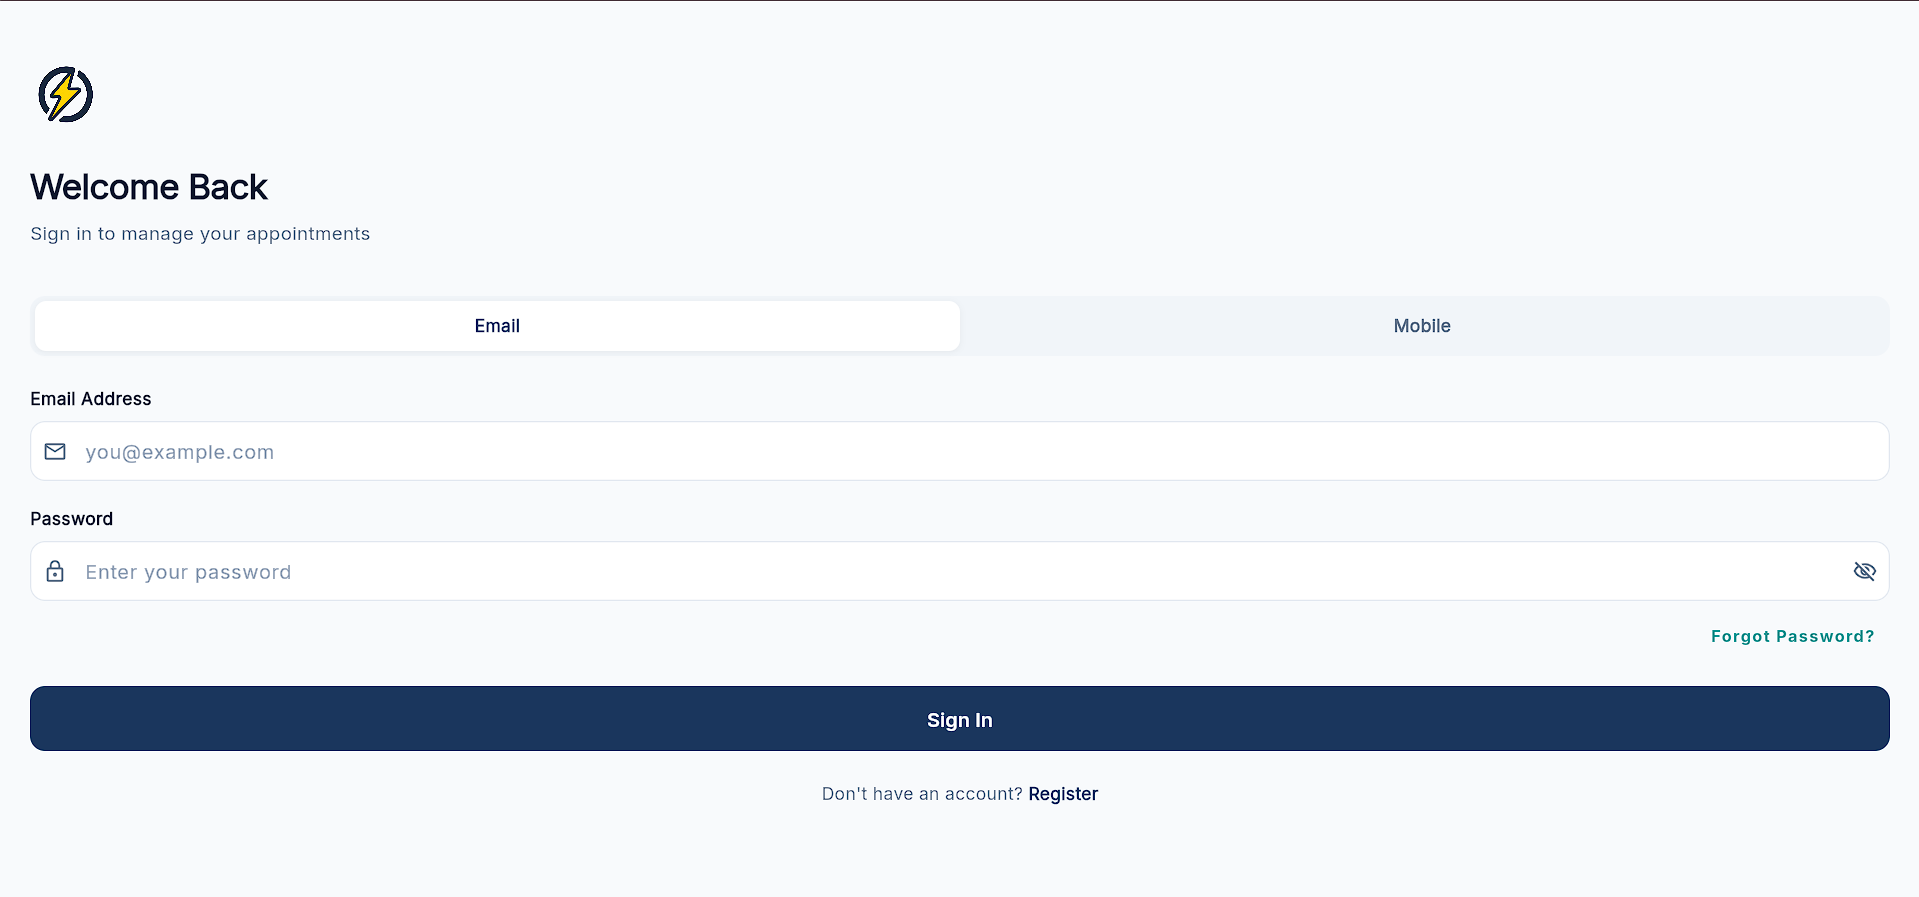 Welcome Back
Sign in to manage your appointments
Email
Mobile
Email Address
you@example.com
Password
Enter your password
Forgot Password?
Sign In
Don't have an account? Register